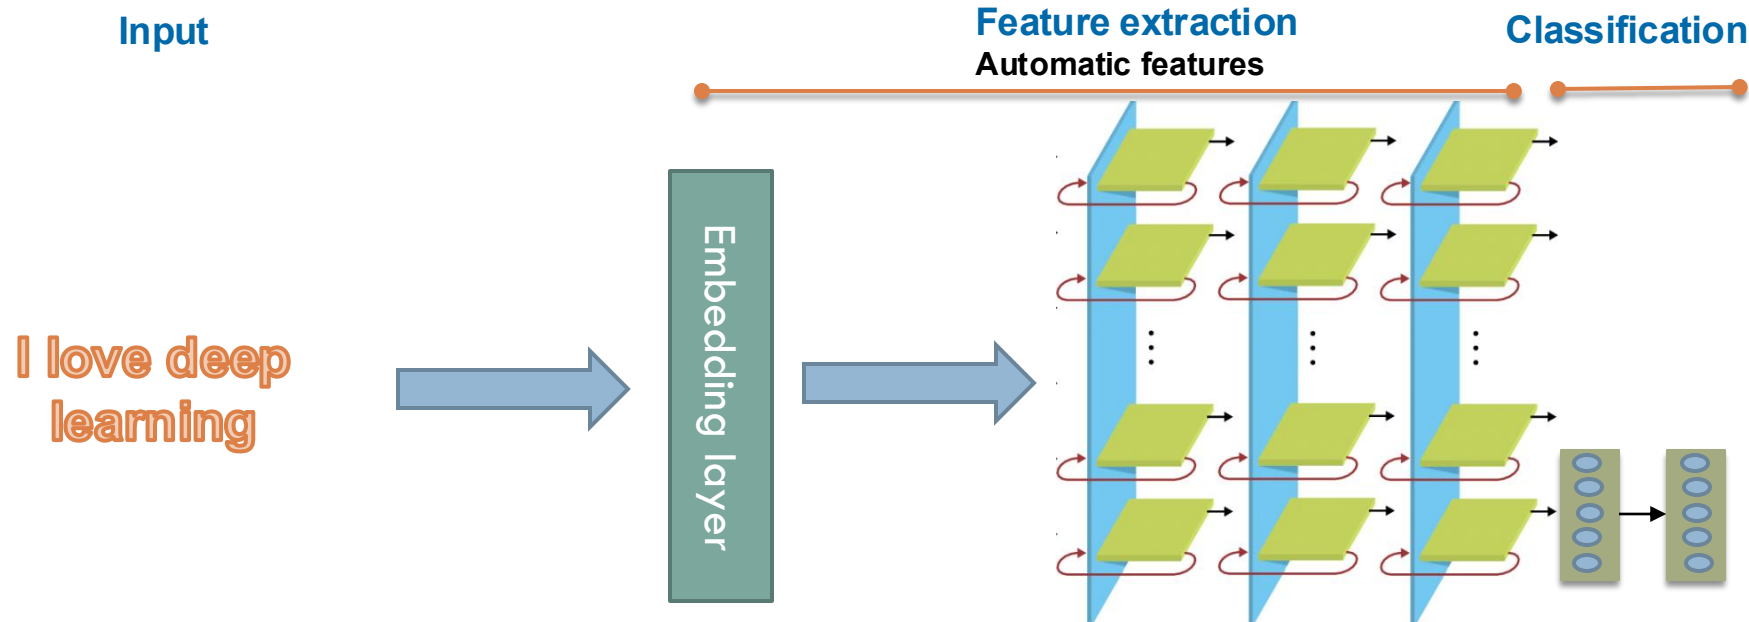 Input
Feature extraction
Automatic features
Classification
I love deep
learning
Embedding layer